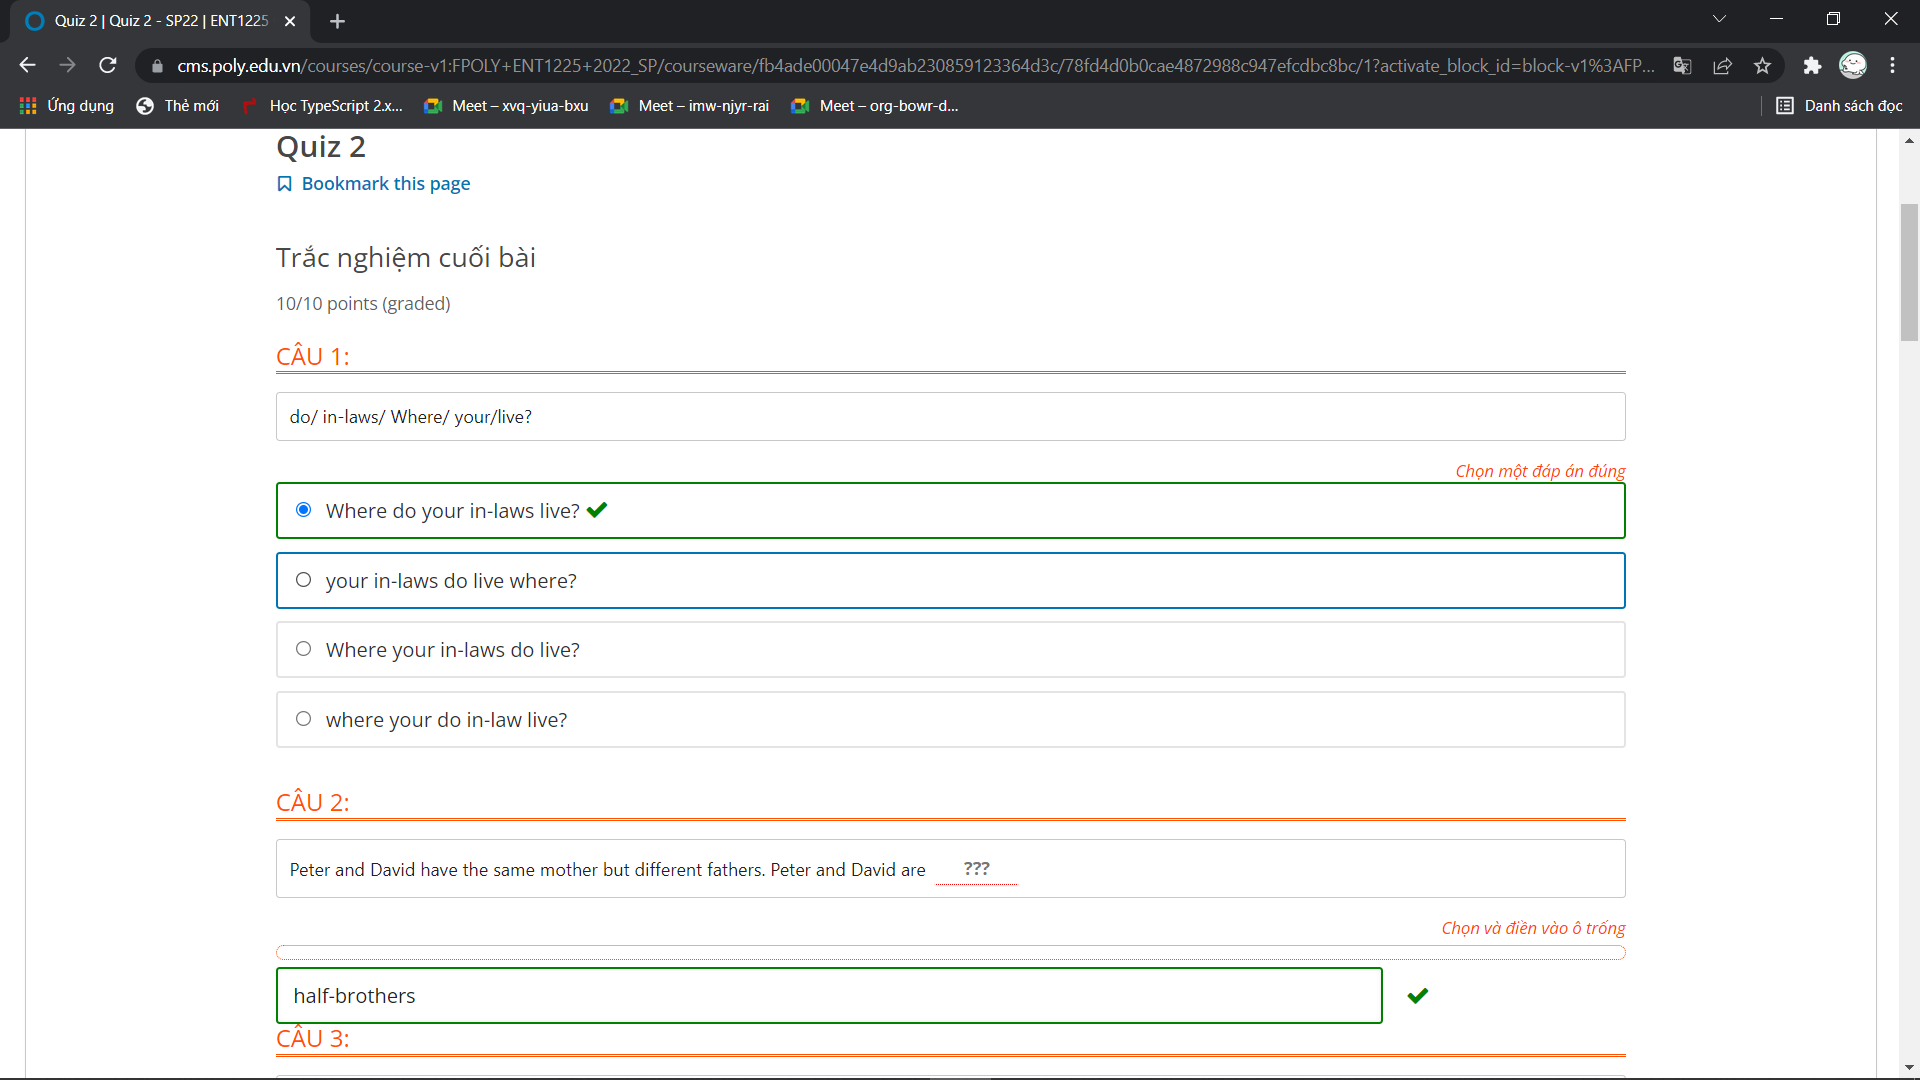 Quiz 2 | Quiz 2 - SP22 | ENT1225
cms.poly.edu.vn/courses/course-v1:FPOLY+ENT1225+2022_SP/courseware/fb4ade00047e4d9ab230859123364d3c/78fd4d0b0cae4872988c947efcdbc8bc/1?activate_block_id=block-v1%3AFP...
Ứng dụng Thẻ mới Học TypeScript 2.x... Meet – xvq-yiua-bxu Meet – imw-njyr-rai Meet – org-bowr-d... Danh sách đọc
Quiz 2
Bookmark this page
Trắc nghiệm cuối bài
10/10 points (graded)
CÂU 1:
do/ in-laws/ Where/ your/live?
Chọn một đáp án đúng
Where do your in-laws live?
your in-laws do live where?
Where your in-laws do live?
where your do in-law live?
CÂU 2:
Peter and David have the same mother but different fathers. Peter and David are ???
Chọn và điền vào ô trống
half-brothers
CÂU 3: